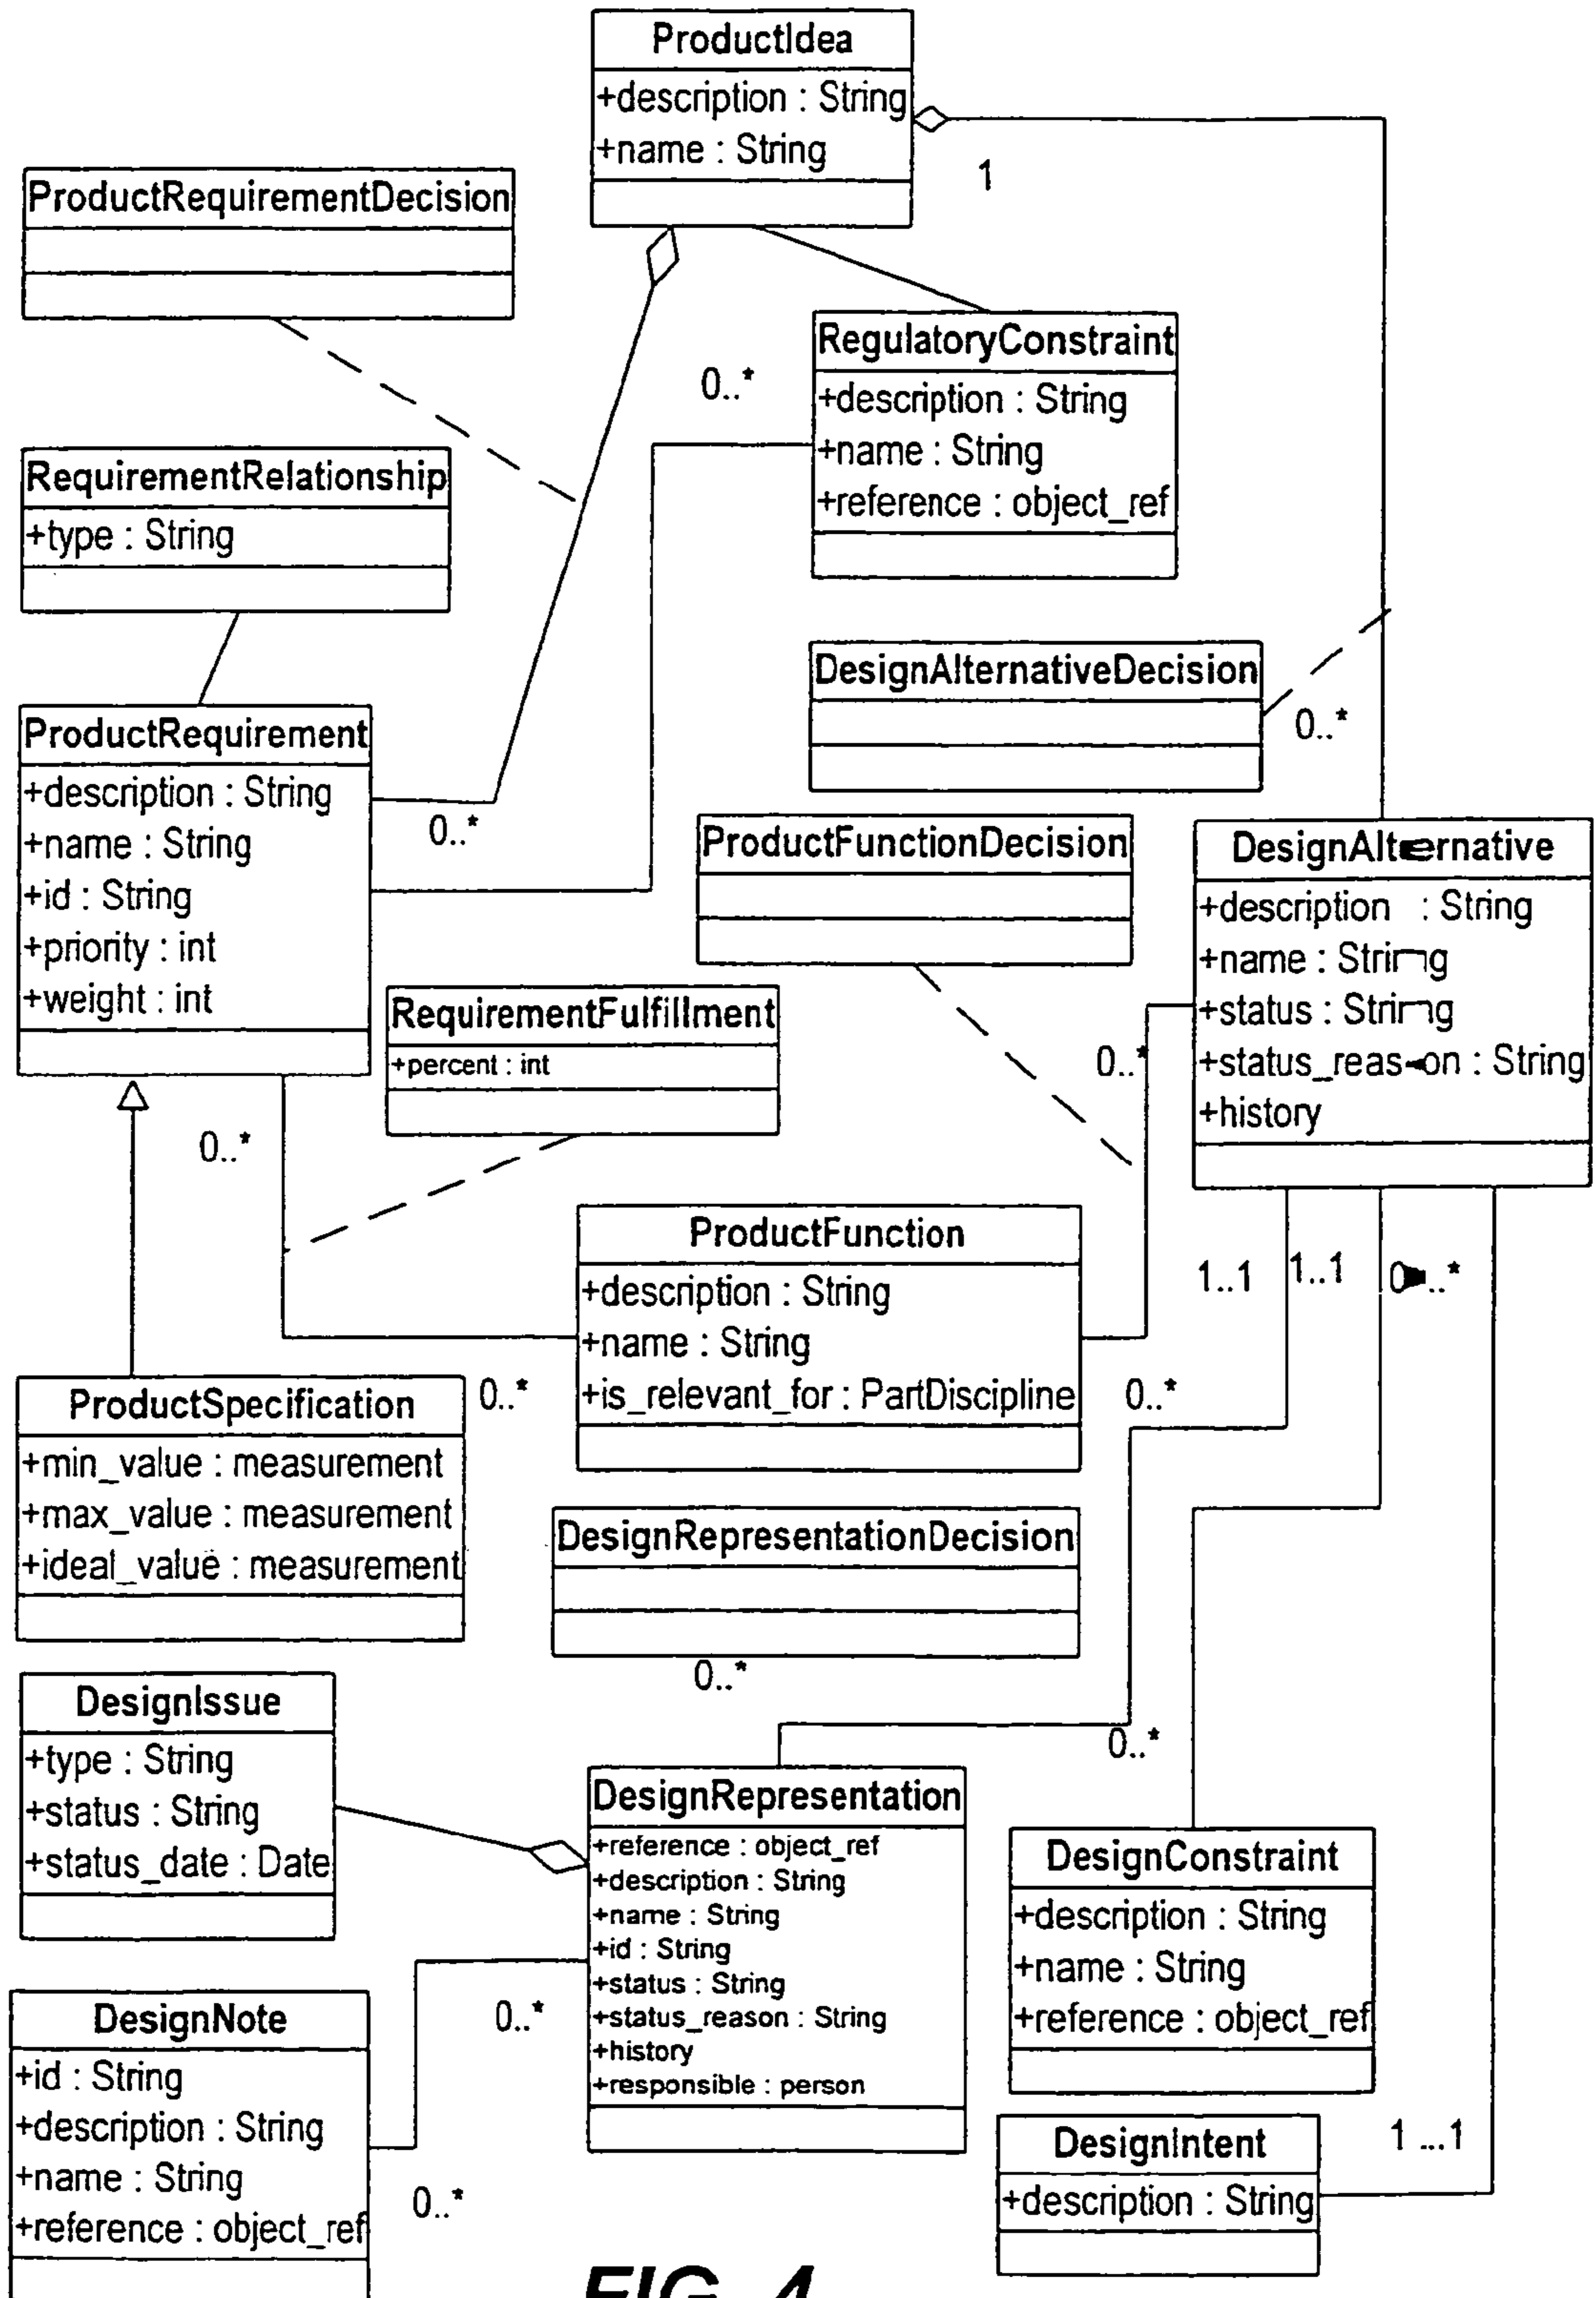 ProductIdea
+description : String
+name : String
1
ProductRequirementDecision
RegulatoryConstraint
+description : String
+name : String
+reference : object_ref
0..*
RequirementRelationship
+type : String
DesignAlternativeDecision
0..*
ProductRequirement
+description : String
+name : String
+id : String
+priority : int
+weight : int
0..*
ProductFunctionDecision
DesignAlternative
+description : String
+name : String
+status : String
+status_reason : String
+history
RequirementFulfillment
+percent : int
0..*
0..*
ProductFunction
+description : String
+name : String
+is_relevant_for : PartDiscipline
1..1
1..1
0..*
ProductSpecification
+min_value : measurement
+max_value : measurement
+ideal_value : measurement
0..*
0..*
DesignRepresentationDecision
0..*
0..*
DesignIssue
+type : String
+status : String
+status_date : Date
DesignRepresentation
+reference : object_ref
+description : String
+name : String
+id : String
+status : String
+status_reason : String
+history
+responsible : person
DesignConstraint
+description : String
+name : String
+reference : object_ref
DesignNote
+id : String
+description : String
+name : String
+reference : object_ref
0..*
0..*
DesignIntent
+description : String
1...1
FIG. 4